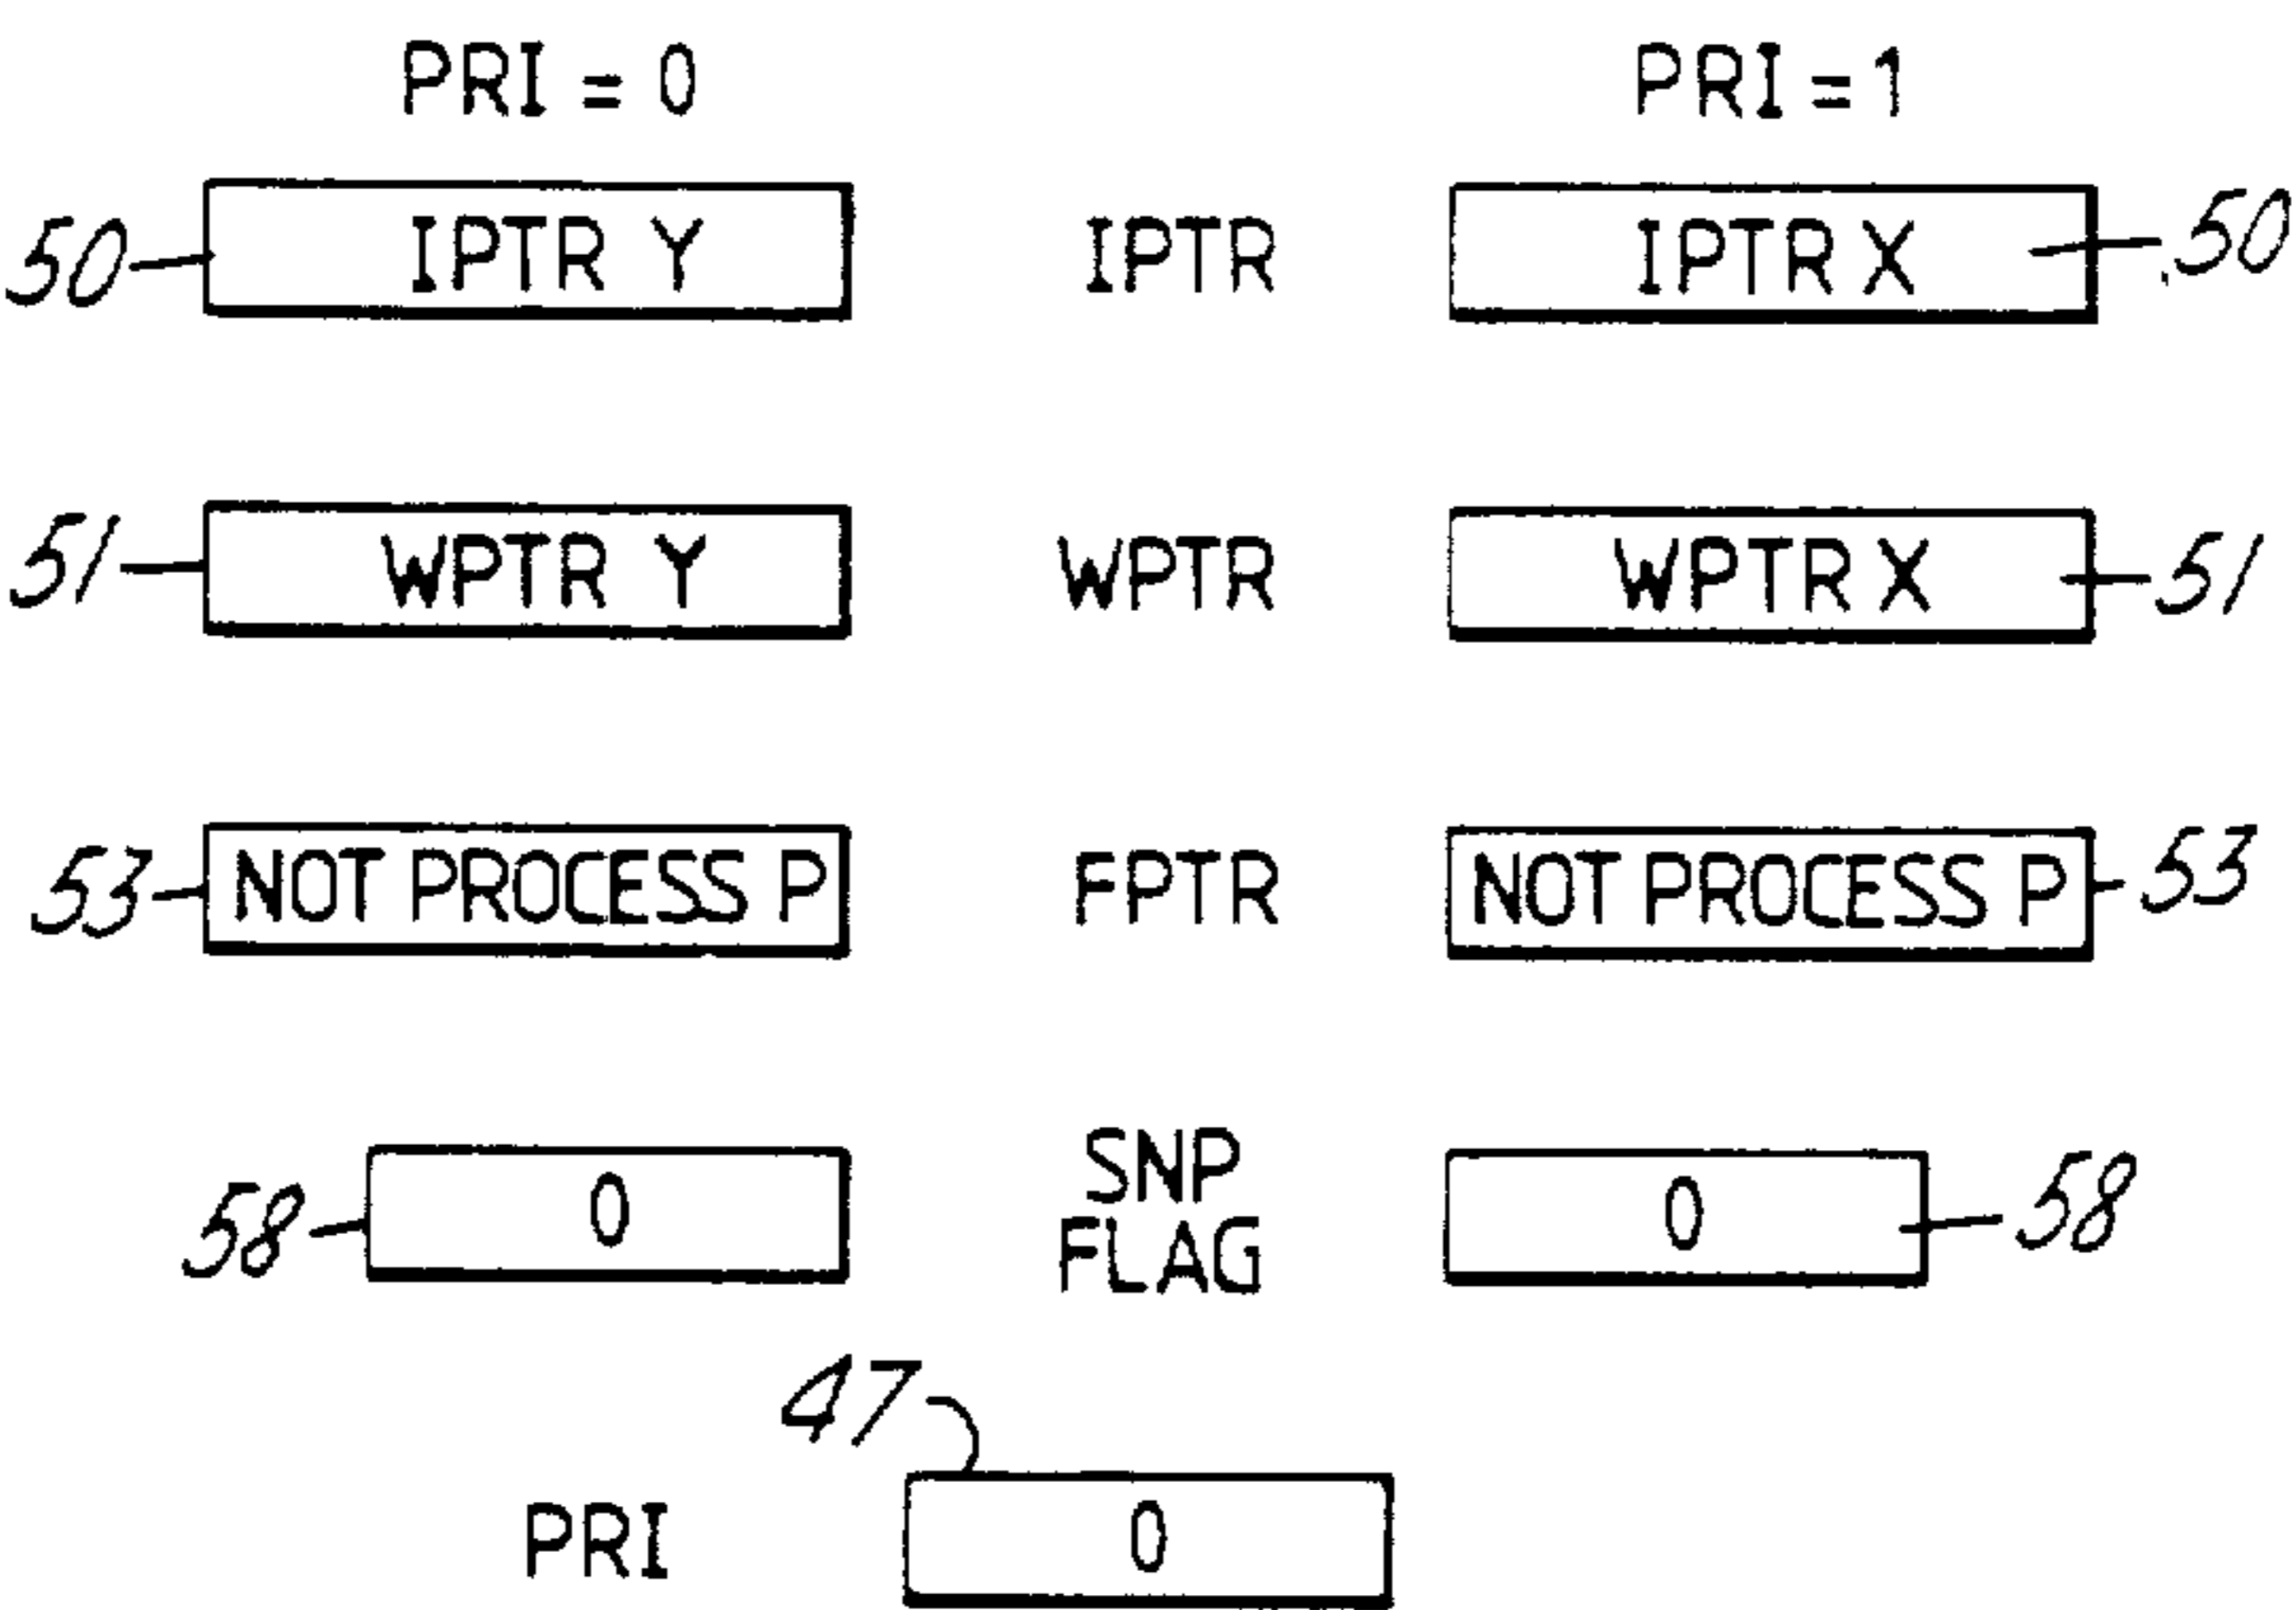 PRI = 0 PRI = 1
50 IPTR Y IPTR IPTR X 50
51 WPTR Y WPTR WPTR X 51
53 NOT PROCESS P FPTR NOT PROCESS P 53
58 0 SNP FLAG 0 58
47
PRI 0